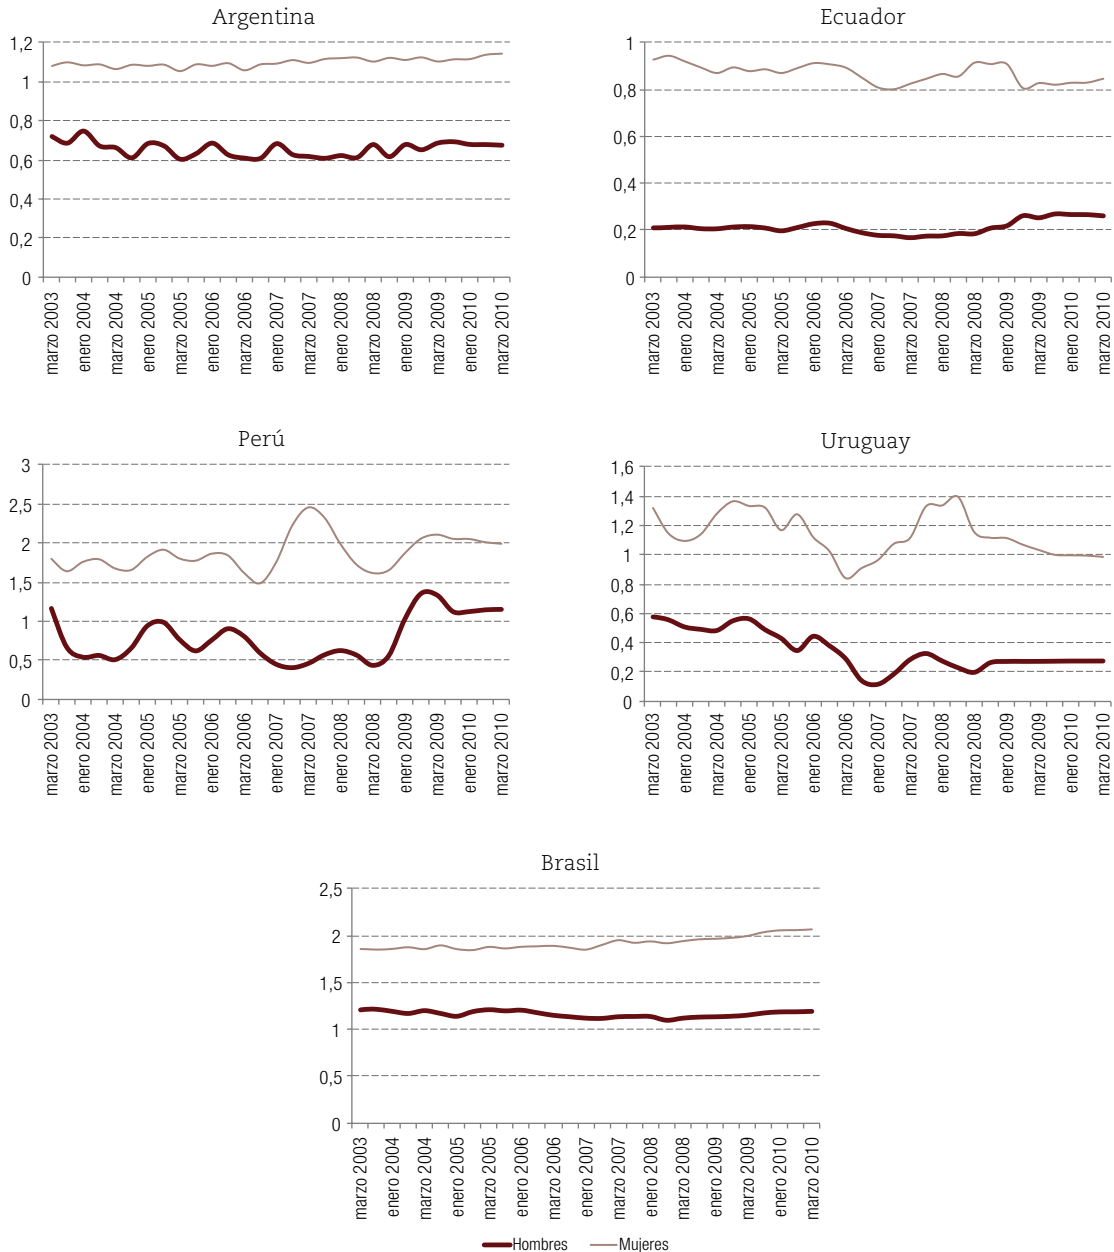 Argentina
1,2
1
0,8
0,6
0,4
0,2
0
marzo 2003
enero 2004
marzo 2004
enero 2005
marzo 2005
enero 2006
marzo 2006
enero 2007
marzo 2007
enero 2008
marzo 2008
enero 2009
marzo 2009
enero 2010
marzo 2010
Ecuador
1
0,8
0,6
0,4
0,2
0
marzo 2003
enero 2004
marzo 2004
enero 2005
marzo 2005
enero 2006
marzo 2006
enero 2007
marzo 2007
enero 2008
marzo 2008
enero 2009
marzo 2009
enero 2010
marzo 2010
Perú
3
2,5
2
1,5
1
0,5
0
marzo 2003
enero 2004
marzo 2004
enero 2005
marzo 2005
enero 2006
marzo 2006
enero 2007
marzo 2007
enero 2008
marzo 2008
enero 2009
marzo 2009
enero 2010
marzo 2010
Uruguay
1,6
1,4
1,2
1
0,8
0,6
0,4
0,2
0
marzo 2003
enero 2004
marzo 2004
enero 2005
marzo 2005
enero 2006
marzo 2006
enero 2007
marzo 2007
enero 2008
marzo 2008
enero 2009
marzo 2009
enero 2010
marzo 2010
Brasil
2,5
2
1,5
1
0,5
0
marzo 2003
enero 2004
marzo 2004
enero 2005
marzo 2005
enero 2006
marzo 2006
enero 2007
marzo 2007
enero 2008
marzo 2008
enero 2009
marzo 2009
enero 2010
marzo 2010
Hombres Mujeres